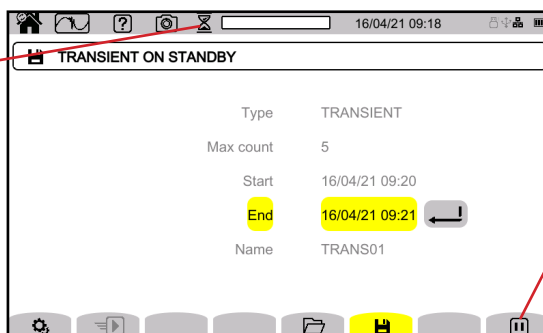 ? 16/04/21 09:18
TRANSIENT ON STANDBY
Type TRANSIENT
Max count 5
Start 16/04/21 09:20
End 16/04/21 09:21
Name TRANS01